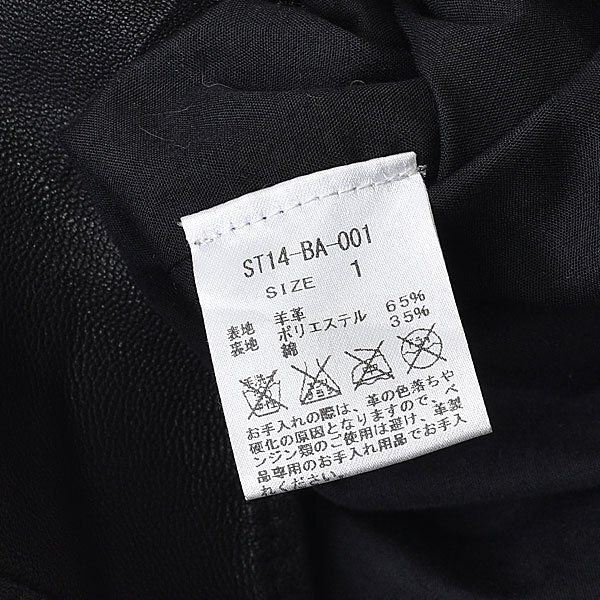 ST14-BA-001
SIZE 1
表地 羊革
裏地 ポリエステル 65%
綿 35%
お手入れの際は、革の色落ちや
硬化の原因となりますので、ベ
ンジン類のご使用は避け、革製
品専用のお手入れ用品でお手入
れください。